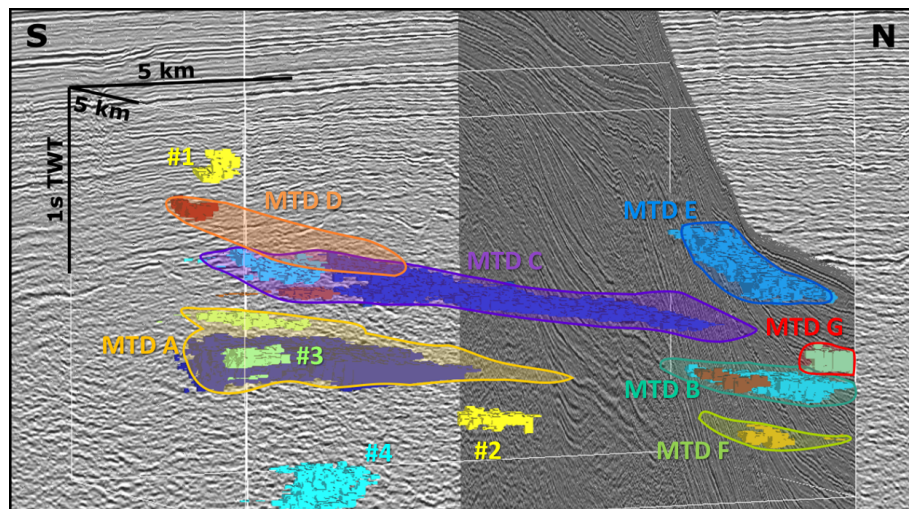 S
N
5 km
5 km
1s TWT
#1
MTD D
MTD E
MTD C
MTD A
#3
MTD G
MTD B
#2
#4
MTD F